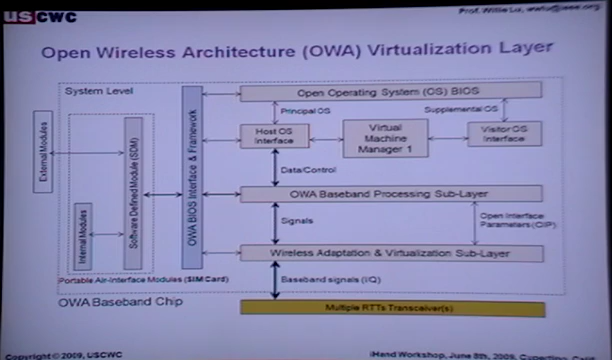 USCWC
Prof. Willie Lu,
Open Wireless Architecture (OWA) Virtualization Layer
System Level
Open Operating System (OS) BIOS
Principal OS
Supplemental OS
External Modules
Internal Modules
Software Defined Module (SDM)
OWA BIOS Interface & Framework
Host OS
Interface
Virtual
Machine
Manager 1
Visitor OS
Interface
Data/Control
OWA Baseband Processing Sub-Layer
Signals
Open Interface
Parameters (OIP)
Wireless Adaptation & Virtualization Sub-Layer
Portable Air-Interface Modules (SIM Card)
Baseband signals (IQ)
OWA Baseband Chip
Multiple RTTs Transceiver(s)
Copyright © 2009, USCWC
iHand Workshop, June 8th, 2009, Cupertino,